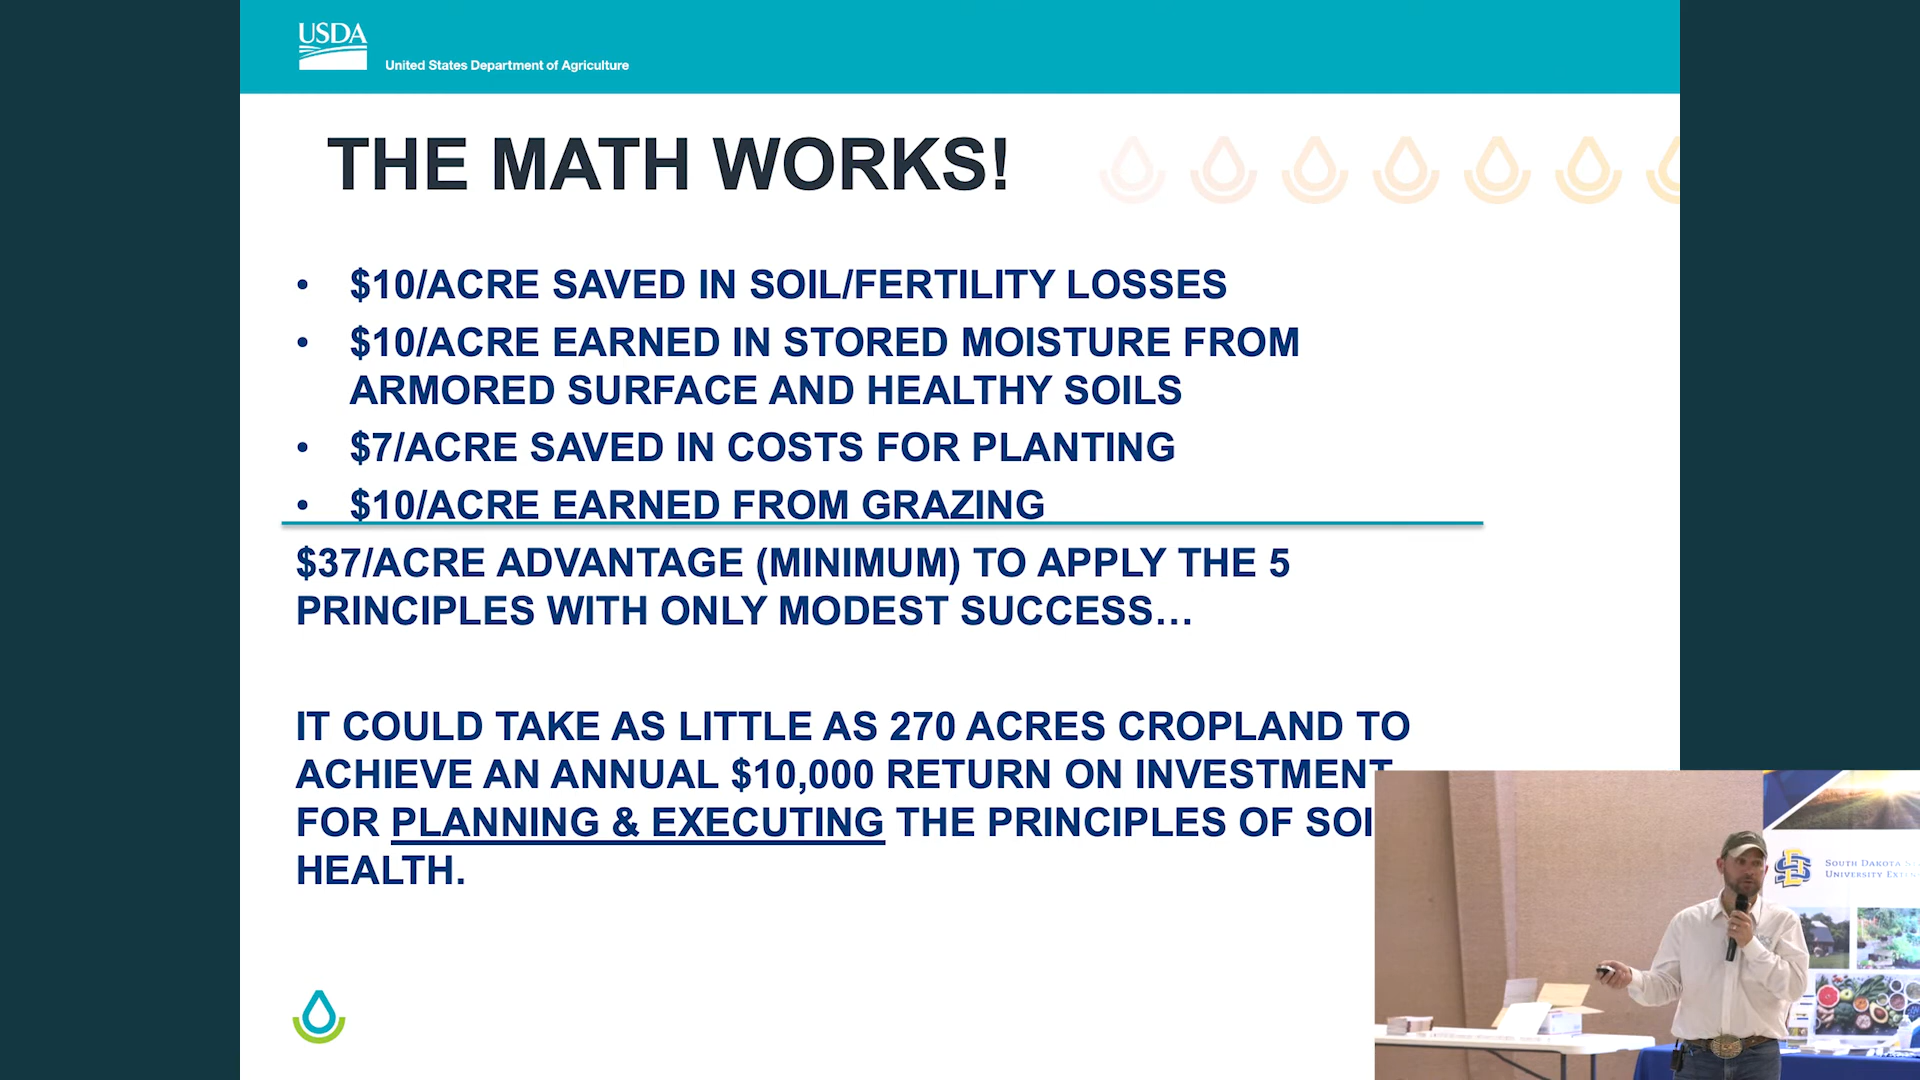 USDA
United States Department of Agriculture
THE MATH WORKS!
• $10/ACRE SAVED IN SOIL/FERTILITY LOSSES
• $10/ACRE EARNED IN STORED MOISTURE FROM
ARMORED SURFACE AND HEALTHY SOILS
• $7/ACRE SAVED IN COSTS FOR PLANTING
• $10/ACRE EARNED FROM GRAZING
$37/ACRE ADVANTAGE (MINIMUM) TO APPLY THE 5
PRINCIPLES WITH ONLY MODEST SUCCESS…
IT COULD TAKE AS LITTLE AS 270 ACRES CROPLAND TO
ACHIEVE AN ANNUAL $10,000 RETURN ON INVESTMENT
FOR PLANNING & EXECUTING THE PRINCIPLES OF SOI
HEALTH.
SOUTH DAKOTA
UNIVERSITY